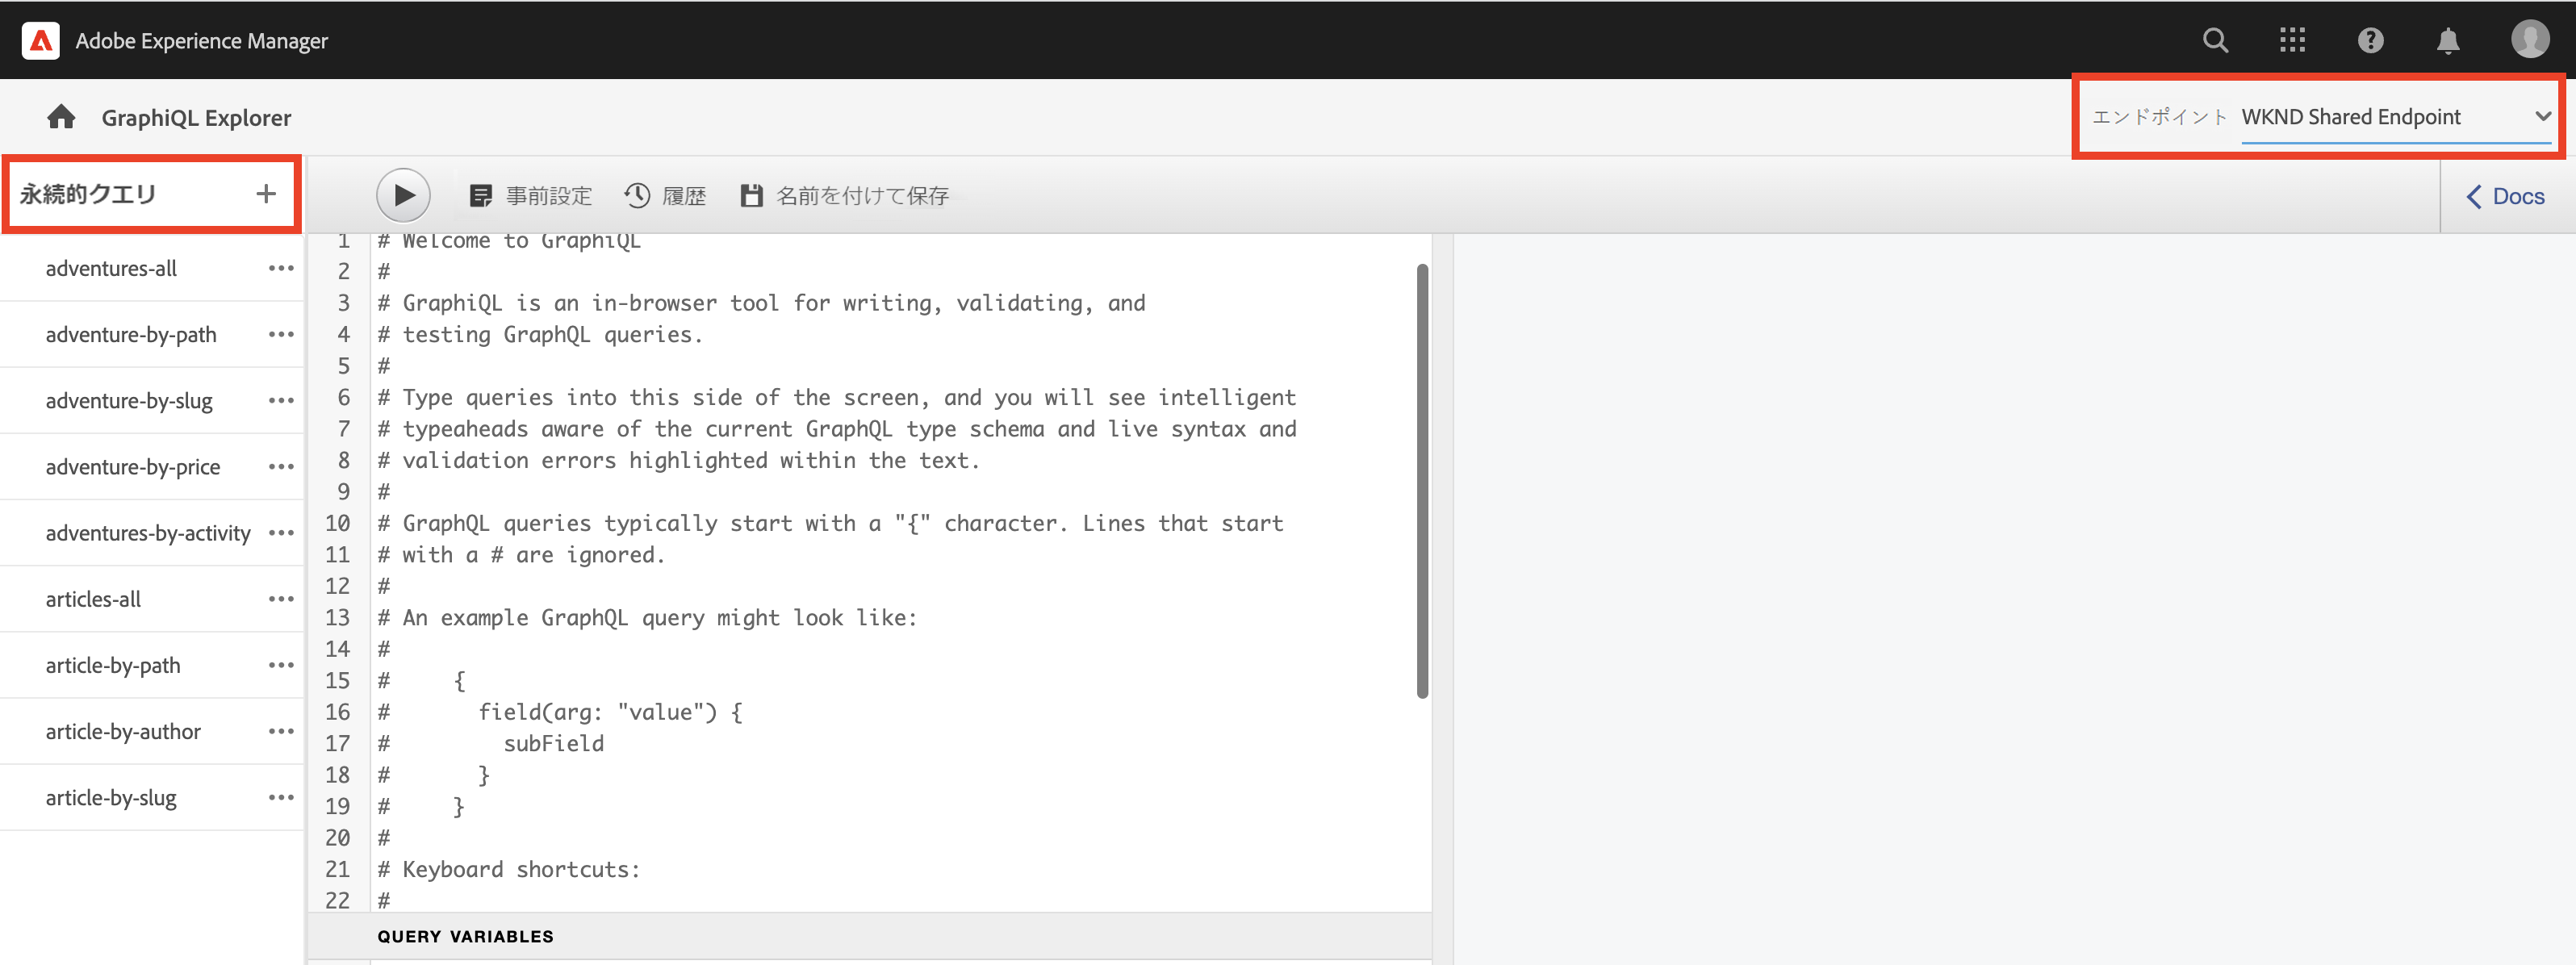 Adobe Experience Manager
GraphiQL Explorer
エンドポイント WKND Shared Endpoint
永続的クエリ +
事前設定 履歴 名前を付けて保存
Docs
adventures-all
adventure-by-path
adventure-by-slug
adventure-by-price
adventures-by-activity
articles-all
article-by-path
article-by-author
article-by-slug
1 # Welcome to GraphiQL
2 #
3 # GraphiQL is an in-browser tool for writing, validating, and
4 # testing GraphQL queries.
5 #
6 # Type queries into this side of the screen, and you will see intelligent
7 # typeaheads aware of the current GraphQL type schema and live syntax and
8 # validation errors highlighted within the text.
9 #
10 # GraphQL queries typically start with a "{" character. Lines that start
11 # with a # are ignored.
12 #
13 # An example GraphQL query might look like:
14 #
15 #     {
16 #       field(arg: "value") {
17 #         subField
18 #       }
19 #     }
20 #
21 # Keyboard shortcuts:
22 #
QUERY VARIABLES